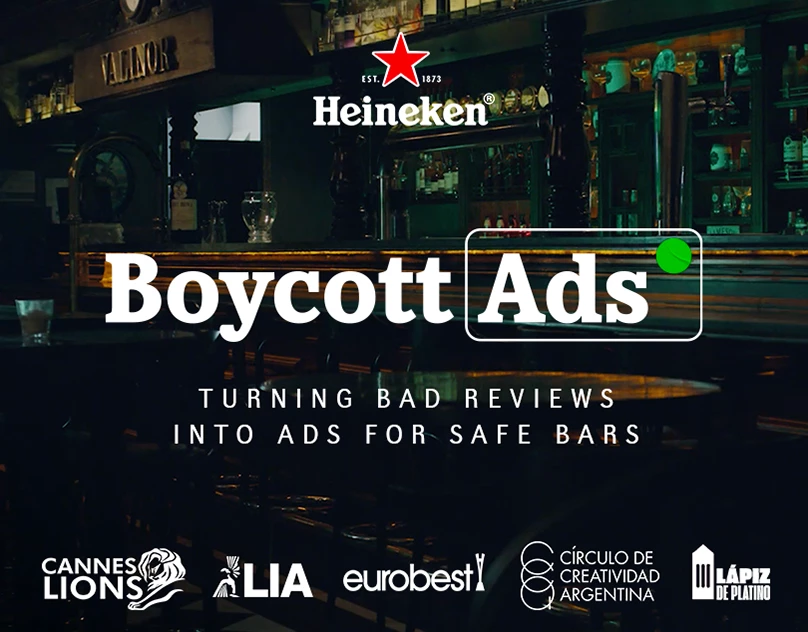 VALINOR
EST. 1873
Heineken®
Boycott Ads
TURNING BAD REVIEWS
INTO ADS FOR SAFE BARS
CANNES
LIONS
LIA
eurobest
CÍRCULO DE
CREATIVIDAD
ARGENTINA
LÁPIZ
DE PLATINO